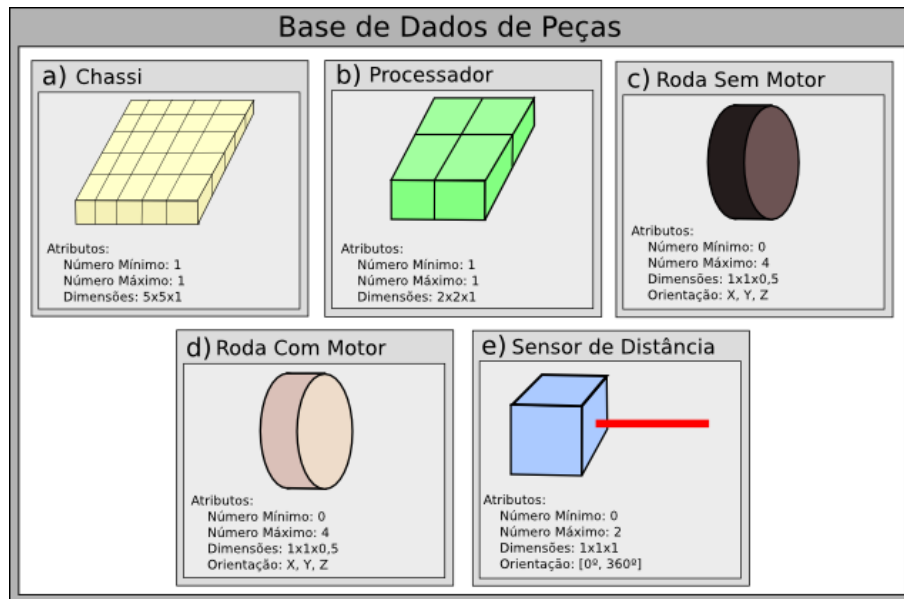 Base de Dados de Peças
a) Chassi
Atributos:
Número Mínimo: 1
Número Máximo: 1
Dimensões: 5x5x1
b) Processador
Atributos:
Número Mínimo: 1
Número Máximo: 1
Dimensões: 2x2x1
c) Roda Sem Motor
Atributos:
Número Mínimo: 0
Número Máximo: 4
Dimensões: 1x1x0,5
Orientação: X, Y, Z
d) Roda Com Motor
Atributos:
Número Mínimo: 0
Número Máximo: 4
Dimensões: 1x1x0,5
Orientação: X, Y, Z
e) Sensor de Distância
Atributos:
Número Mínimo: 0
Número Máximo: 2
Dimensões: 1x1x1
Orientação: [0º, 360º]